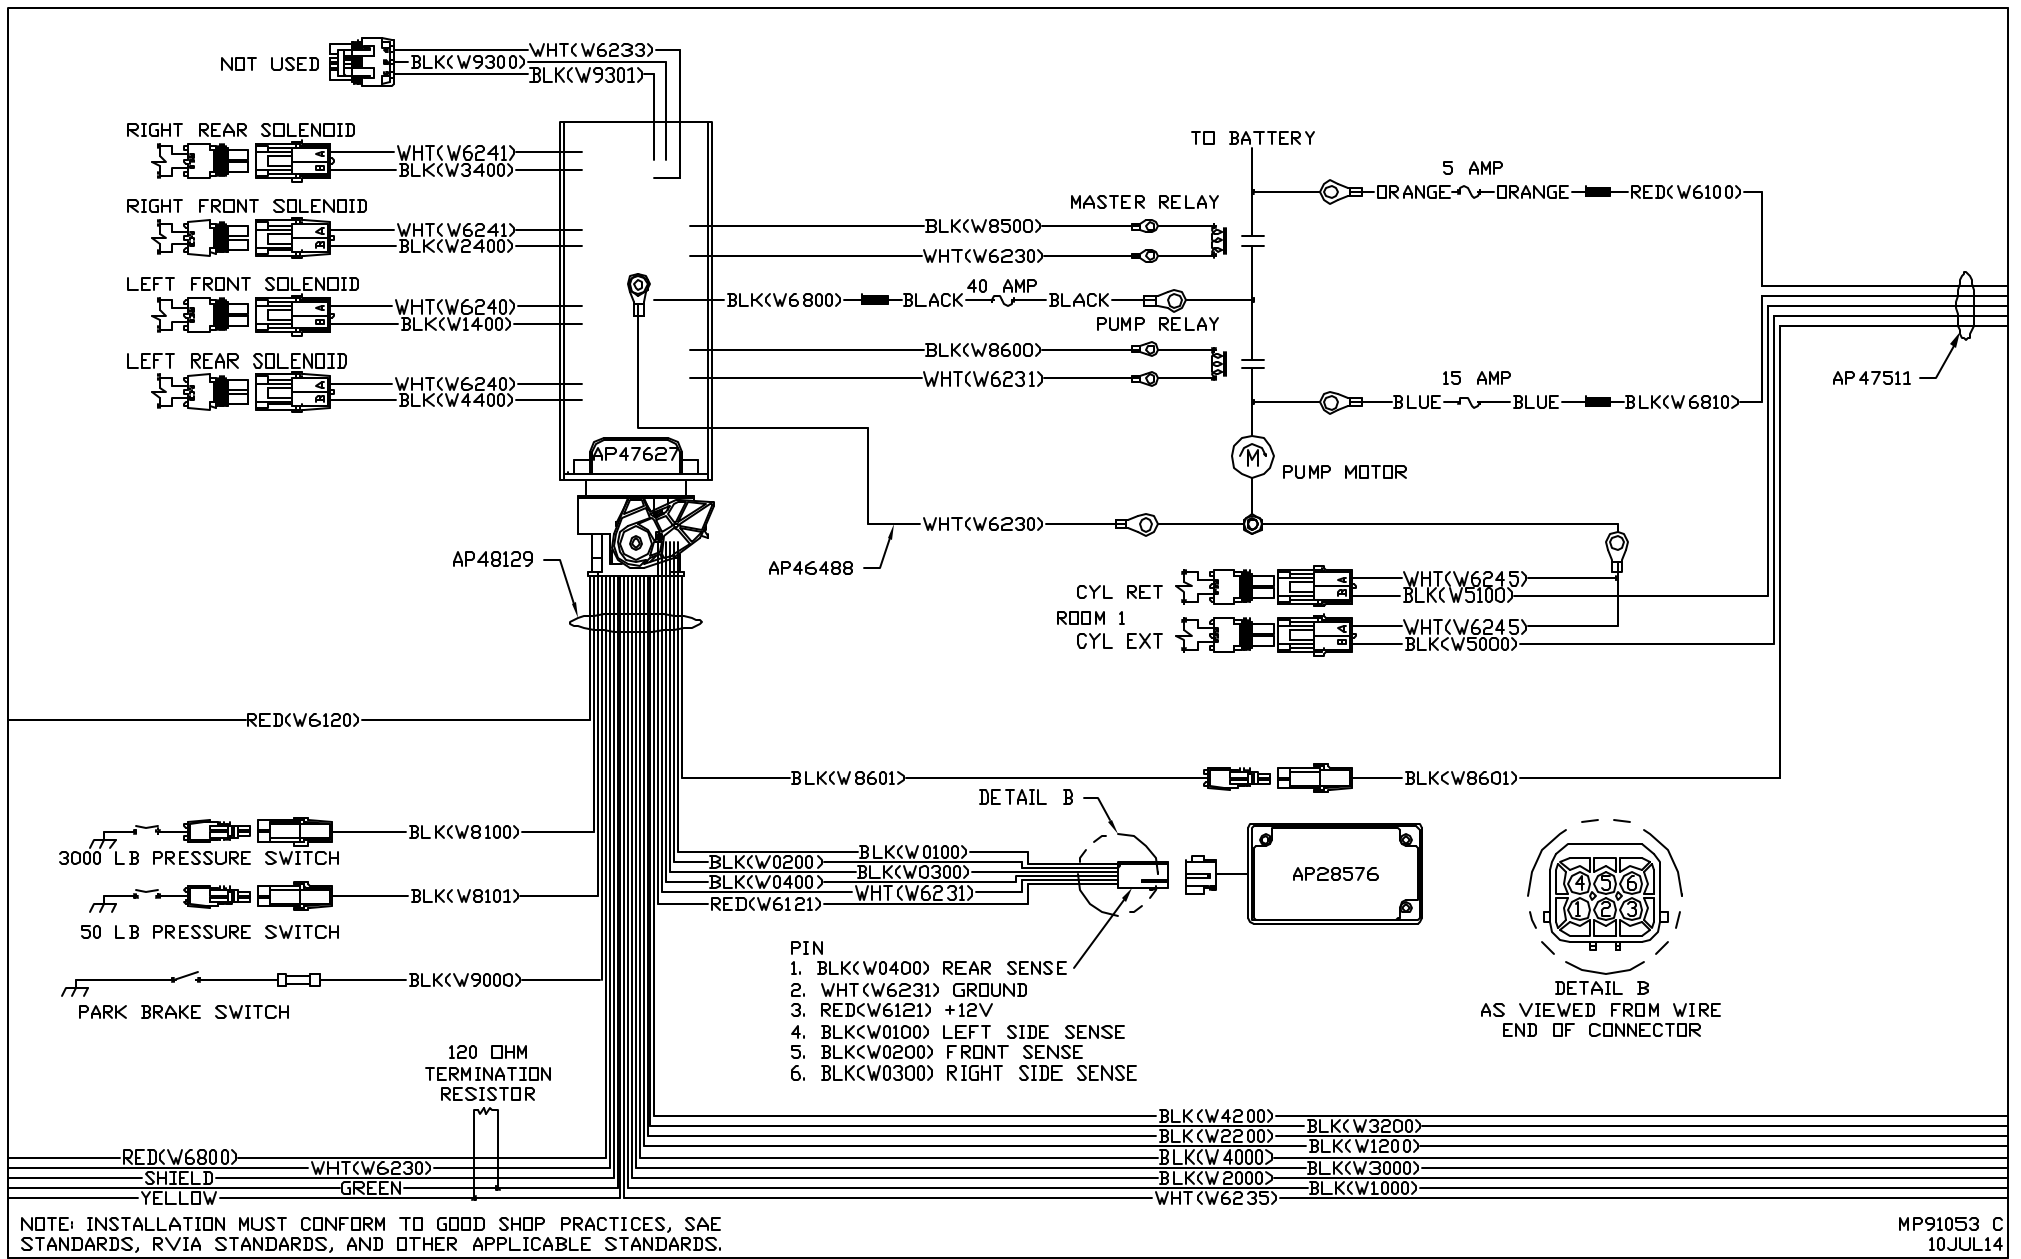 NOT USED
WHT(W6233)
BLK(W9300)
BLK(W9301)
RIGHT REAR SOLENOID
A
B
WHT(W6241)
BLK(W3400)
RIGHT FRONT SOLENOID
A
B
WHT(W6241)
BLK(W2400)
LEFT FRONT SOLENOID
A
B
WHT(W6240)
BLK(W1400)
LEFT REAR SOLENOID
A
B
WHT(W6240)
BLK(W4400)
AP47627
TO BATTERY
5 AMP
ORANGE
ORANGE
RED(W6100)
MASTER RELAY
BLK(W8500)
WHT(W6230)
40 AMP
BLK(W6800)
BLACK
BLACK
PUMP RELAY
BLK(W8600)
WHT(W6231)
15 AMP
BLUE
BLUE
BLK(W6810)
AP47511
M
PUMP MOTOR
WHT(W6230)
AP46488
AP48129
CYL RET
A
B
WHT(W6245)
BLK(W5100)
ROOM 1
CYL EXT
A
B
WHT(W6245)
BLK(W5000)
RED(W6120)
BLK(W8601)
BLK(W8601)
DETAIL B
BLK(W8100)
3000 LB PRESSURE SWITCH
BLK(W8101)
50 LB PRESSURE SWITCH
BLK(W9000)
PARK BRAKE SWITCH
BLK(W0100)
BLK(W0200)
BLK(W0300)
BLK(W0400)
WHT(W6231)
RED(W6121)
AP28576
4 5 6
1 2 3
DETAIL B
AS VIEWED FROM WIRE
END OF CONNECTOR
PIN
1. BLK(W0400) REAR SENSE
2. WHT(W6231) GROUND
3. RED(W6121) +12V
4. BLK(W0100) LEFT SIDE SENSE
5. BLK(W0200) FRONT SENSE
6. BLK(W0300) RIGHT SIDE SENSE
120 OHM
TERMINATION
RESISTOR
RED(W6800)
WHT(W6230)
SHIELD
GREEN
YELLOW
BLK(W4200)
BLK(W3200)
BLK(W2200)
BLK(W1200)
BLK(W4000)
BLK(W3000)
BLK(W2000)
BLK(W1000)
WHT(W6235)
NOTE: INSTALLATION MUST CONFORM TO GOOD SHOP PRACTICES, SAE
STANDARDS, RVIA STANDARDS, AND OTHER APPLICABLE STANDARDS.
MP91053 C
10JUL14